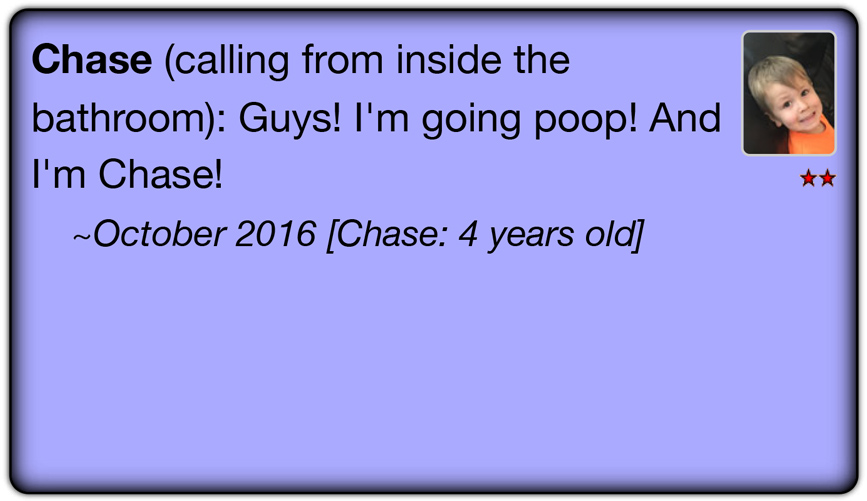 Chase (calling from inside the
bathroom): Guys! I'm going poop! And
I'm Chase!
~October 2016 [Chase: 4 years old]